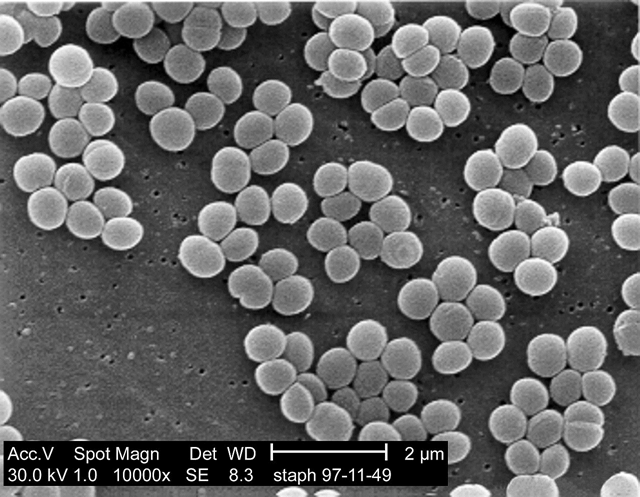 Acc.V Spot Magn Det WD 2 µm
30.0 kV 1.0 10000x SE 8.3 staph 97-11-49